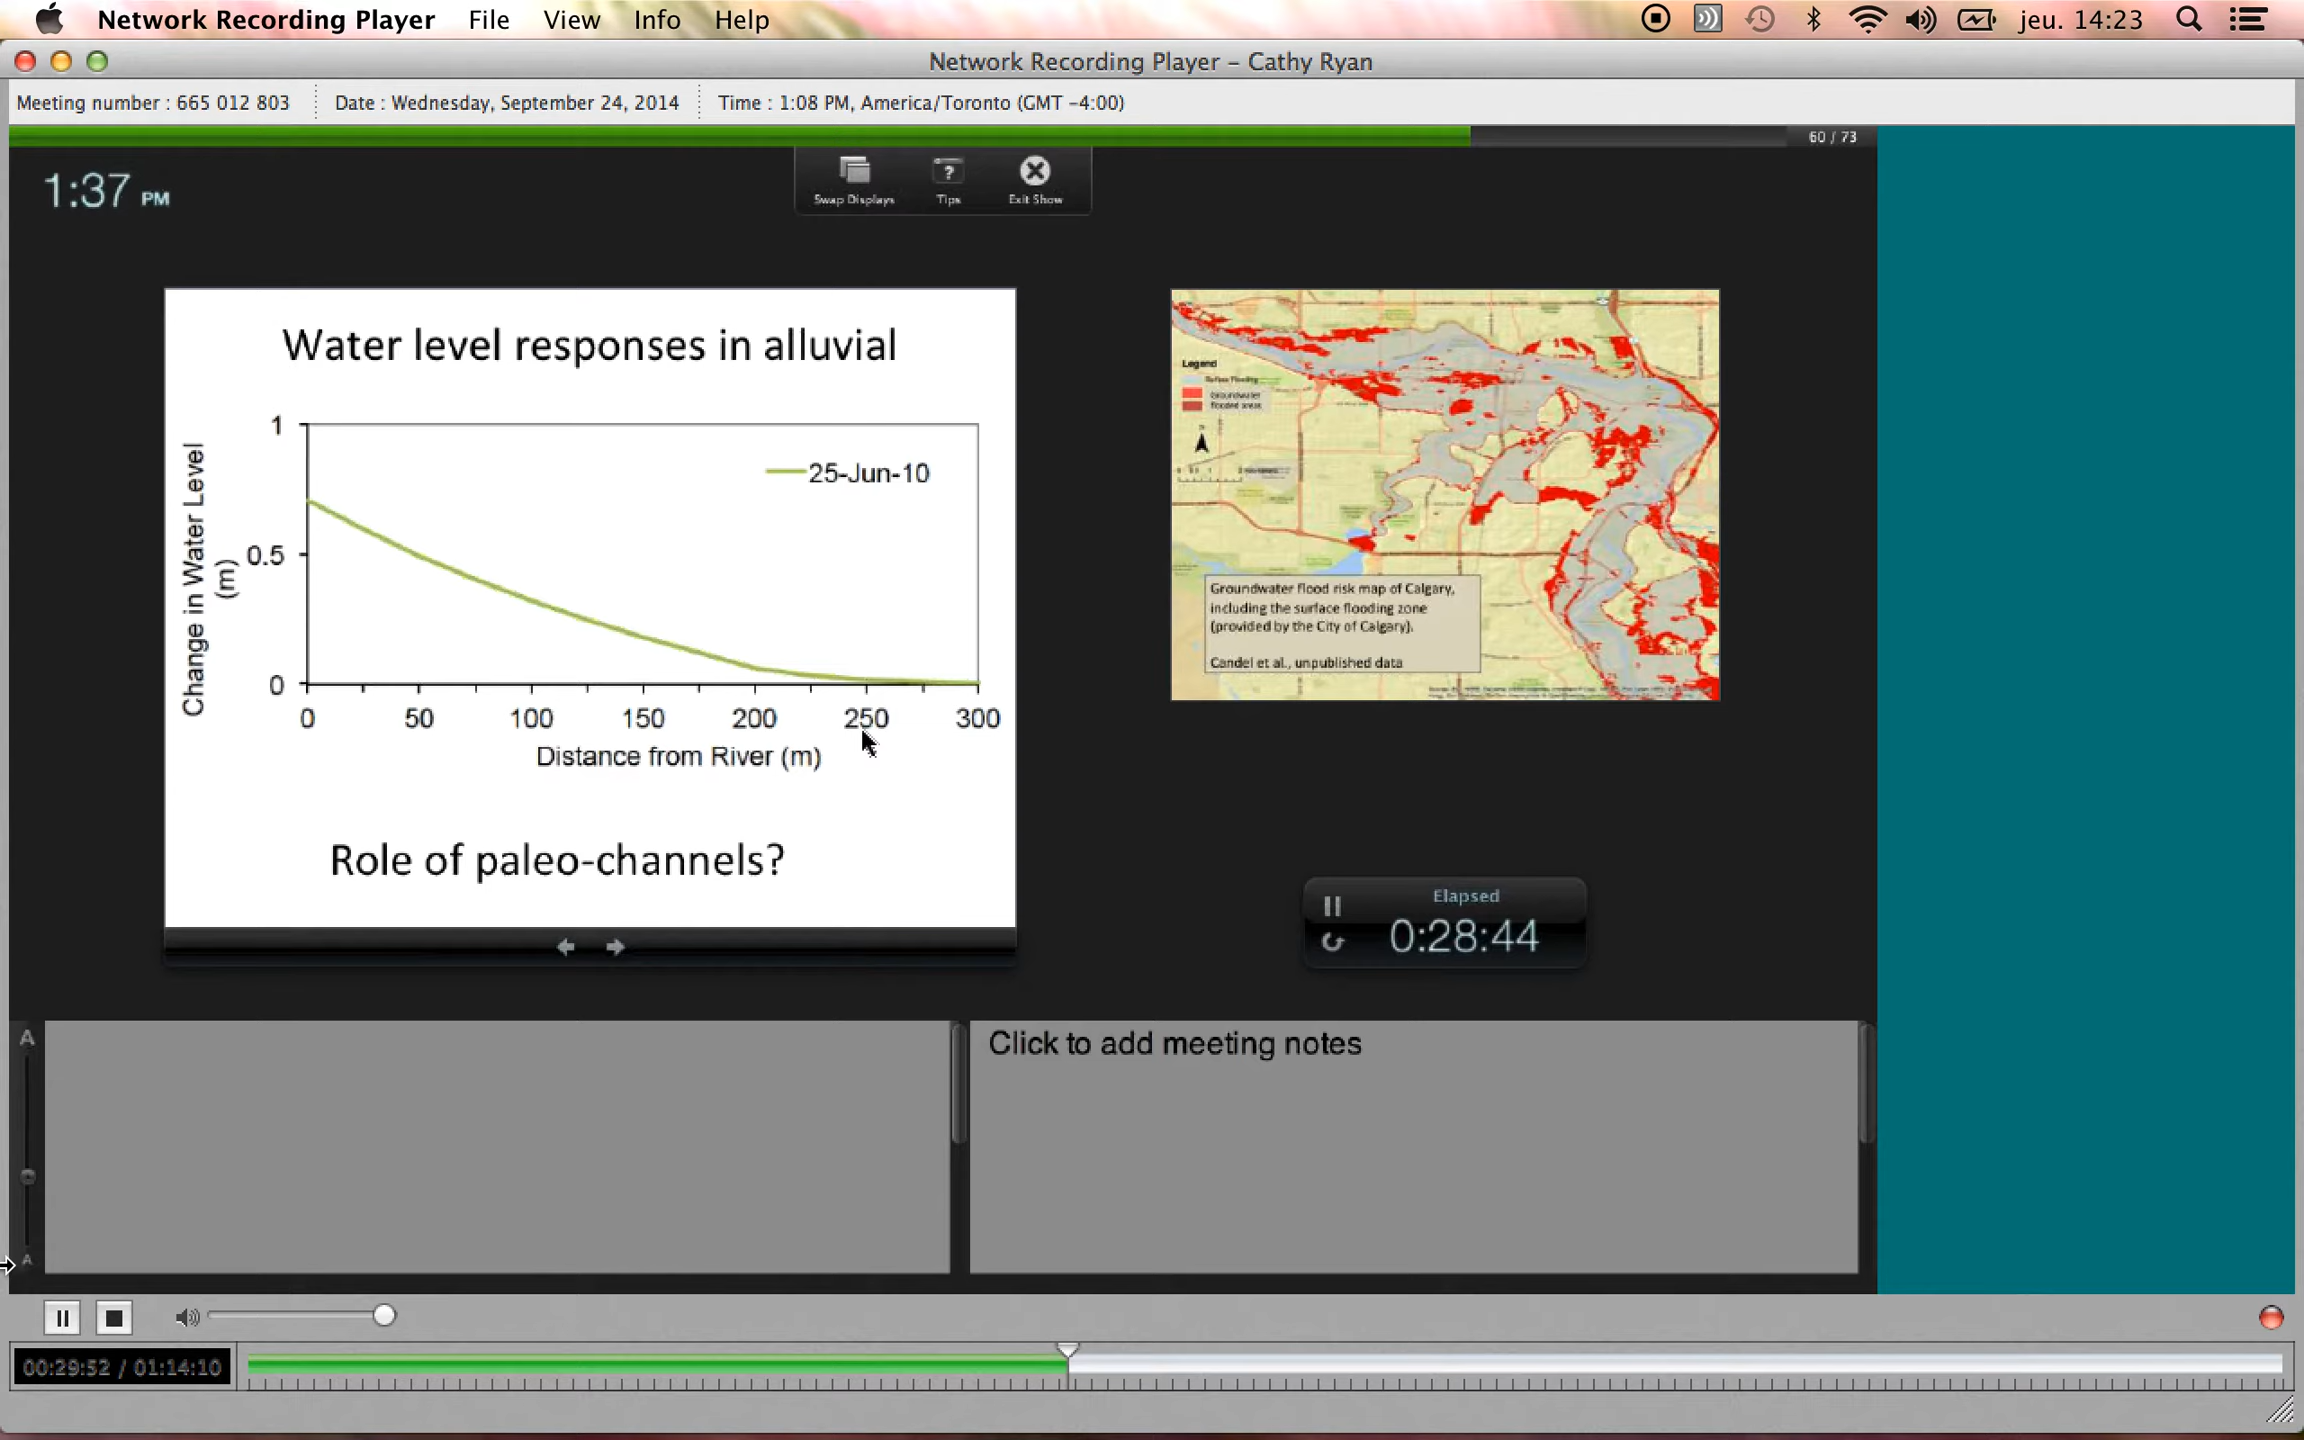 Network Recording Player File View Info Help
jeu. 14:23
Network Recording Player – Cathy Ryan
Meeting number : 665 012 803
Date : Wednesday, September 24, 2014
Time : 1:08 PM, America/Toronto (GMT -4:00)
60 / 73
1:37 PM
Swap Displays
Tips
Exit Show
Water level responses in alluvial
Change in Water Level
(m)
1
0.5
0
25-Jun-10
0 50 100 150 200 250 300
Distance from River (m)
Role of paleo-channels?
Legend
Surface Flooding
Groundwater
flooded areas
Groundwater flood risk map of Calgary,
including the surface flooding zone
(provided by the City of Calgary).
Candel et al., unpublished data
Elapsed
0:28:44
A
A
Click to add meeting notes
00:29:52 / 01:14:10